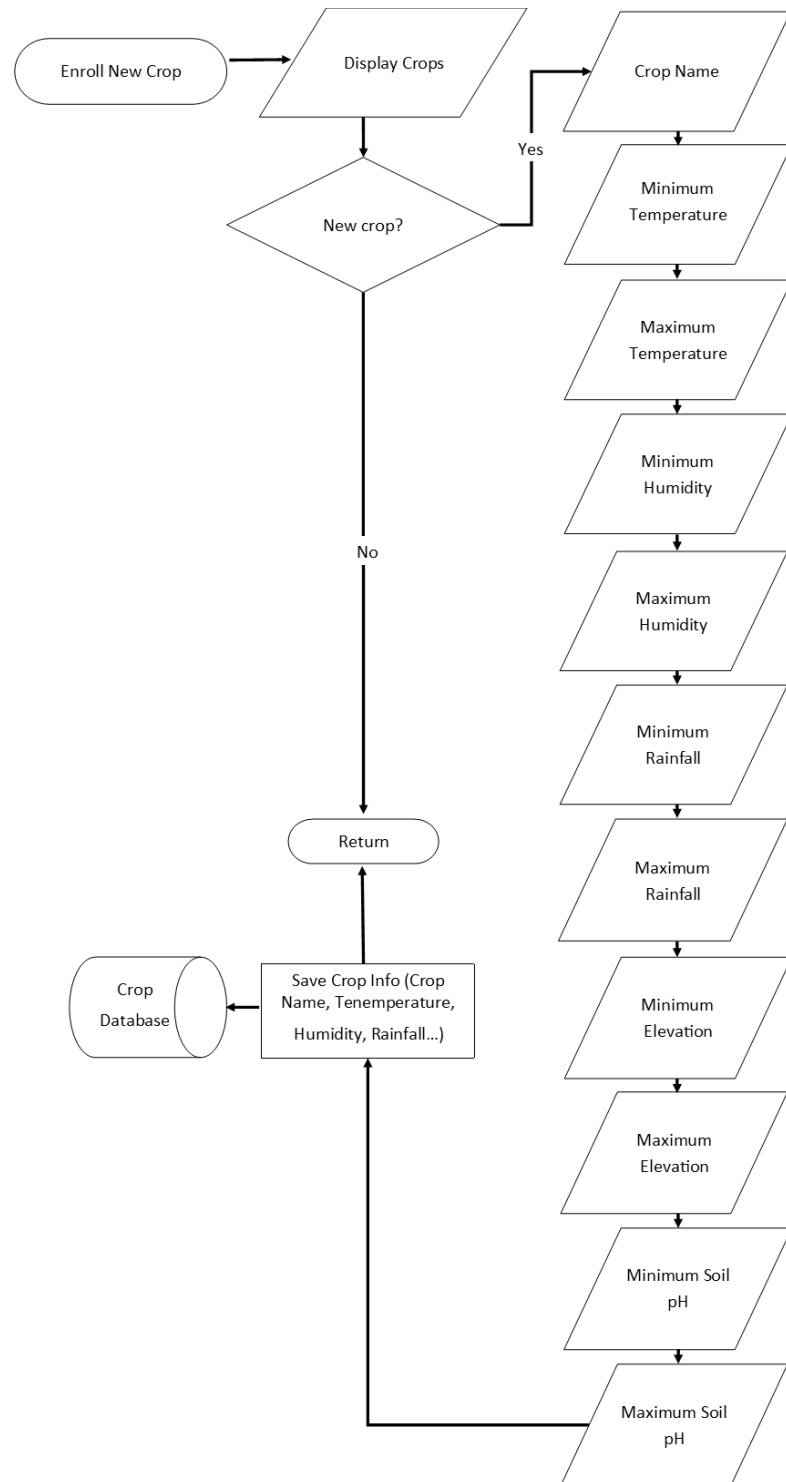 Enroll New Crop
Display Crops
New crop?
Yes
No
Crop Name
Minimum
Temperature
Maximum
Temperature
Minimum
Humidity
Maximum
Humidity
Minimum
Rainfall
Maximum
Rainfall
Minimum
Elevation
Maximum
Elevation
Minimum Soil
pH
Maximum Soil
pH
Save Crop Info (Crop
Name, Tenemperature,
Humidity, Rainfall...)
Crop
Database
Return